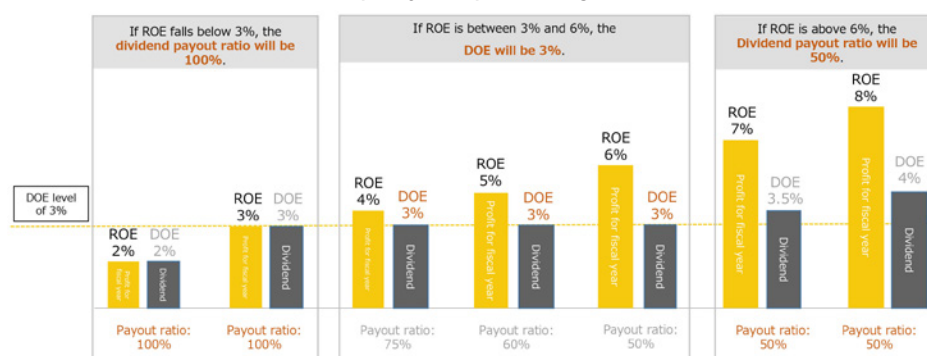 If ROE falls below 3%, the
dividend payout ratio will be
100%.
If ROE is between 3% and 6%, the
DOE will be 3%.
If ROE is above 6%, the
Dividend payout ratio will be
50%.
DOE level
of 3%
ROE
2%
DOE
2%
Profit for
fiscal year
Dividend
Payout ratio:
100%
ROE
3%
DOE
3%
Profit for fiscal year
Dividend
Payout ratio:
100%
ROE
4%
DOE
3%
Profit for fiscal year
Dividend
Payout ratio:
75%
ROE
5%
DOE
3%
Profit for fiscal year
Dividend
Payout ratio:
60%
ROE
6%
DOE
3%
Profit for fiscal year
Dividend
Payout ratio:
50%
ROE
7%
DOE
3.5%
Profit for fiscal year
Dividend
Payout ratio:
50%
ROE
8%
DOE
4%
Profit for fiscal year
Dividend
Payout ratio:
50%